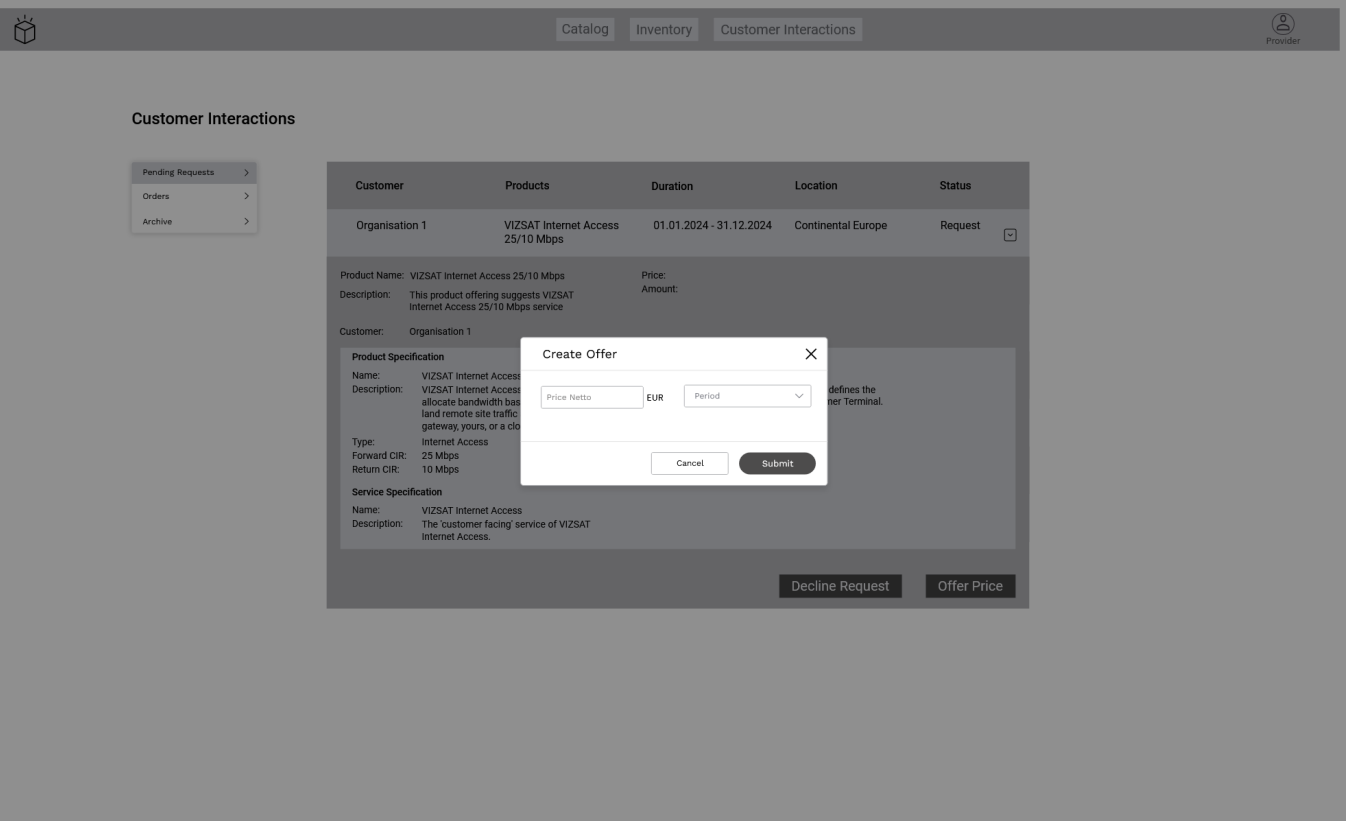 Catalog
Inventory
Customer Interactions
Provider
Customer Interactions
Pending Requests
Orders
Archive
Customer Products Duration Location Status
Organisation 1 VIZSAT Internet Access 01.01.2024 - 31.12.2024 Continental Europe Request
25/10 Mbps
Product Name: VIZSAT Internet Access 25/10 Mbps
Price:
Amount:
Description: This product offering suggests VIZSAT
Internet Access 25/10 Mbps service
Customer: Organisation 1
Product Specification
Name: VIZSAT Internet Access
Description: VIZSAT Internet Access
allocate bandwidth bas
land remote site traffic
gateway, yours, or a clo
defines the
ner Terminal.
Type: Internet Access
Forward CIR: 25 Mbps
Return CIR: 10 Mbps
Service Specification
Name: VIZSAT Internet Access
Description: The 'customer facing' service of VIZSAT
Internet Access.
Create Offer
Price Netto EUR Period
Cancel Submit
Decline Request Offer Price